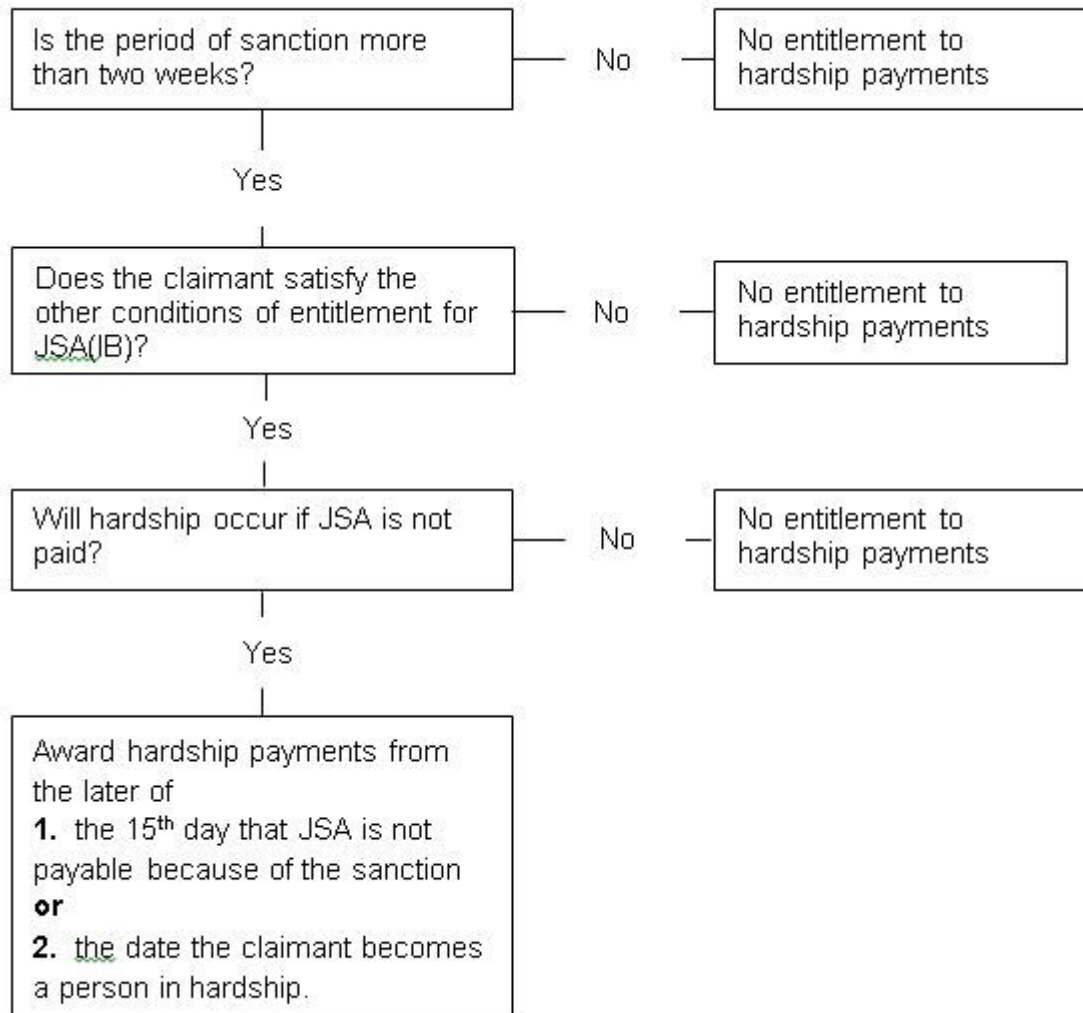 Is the period of sanction more
than two weeks?
No
No entitlement to
hardship payments
Yes
Does the claimant satisfy the
other conditions of entitlement for
JSA(IB)?
No
No entitlement to
hardship payments
Yes
Will hardship occur if JSA is not
paid?
No
No entitlement to
hardship payments
Yes
Award hardship payments from
the later of
1. the 15th day that JSA is not
payable because of the sanction
or
2. the date the claimant becomes
a person in hardship.